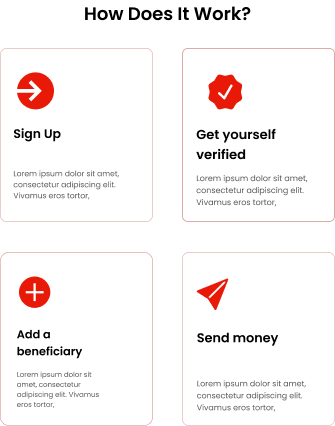 How Does It Work?
Sign Up
Lorem ipsum dolor sit amet,
consectetur adipiscing elit.
Vivamus eros tortor,
Get yourself
verified
Lorem ipsum dolor sit amet,
consectetur adipiscing elit.
Vivamus eros tortor,
Add a
beneficiary
Lorem ipsum dolor sit
amet, consectetur
adipiscing elit. Vivamus
eros tortor,
Send money
Lorem ipsum dolor sit amet,
consectetur adipiscing elit.
Vivamus eros tortor,